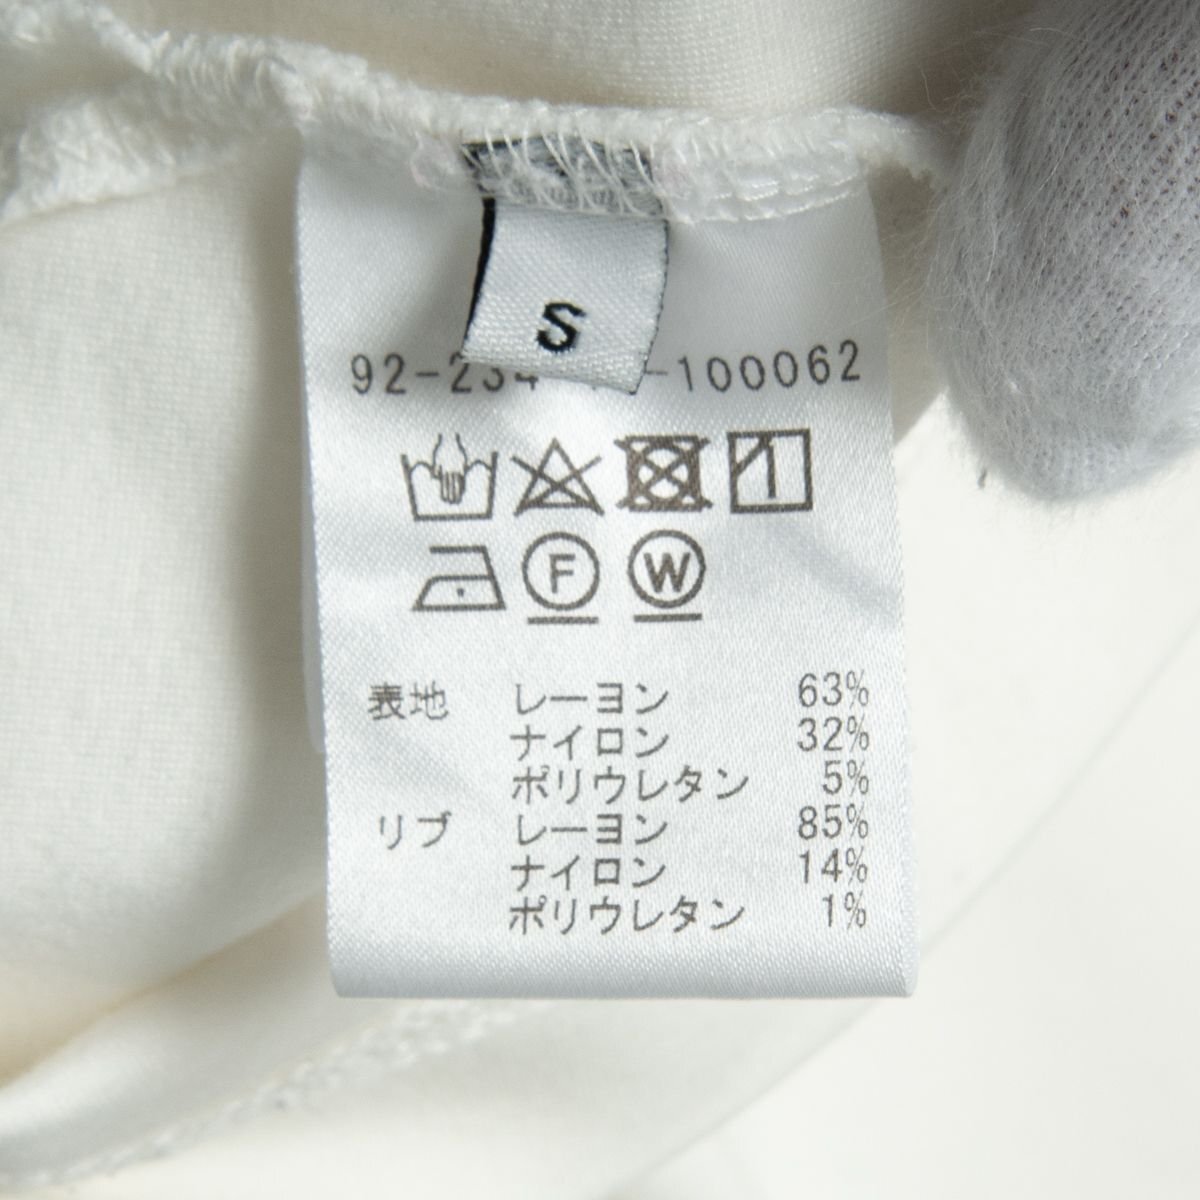 S
92-234 -100062
F W
表地 レーヨン 63%
ナイロン 32%
ポリウレタン 5%
リブ レーヨン 85%
ナイロン 14%
ポリウレタン 1%